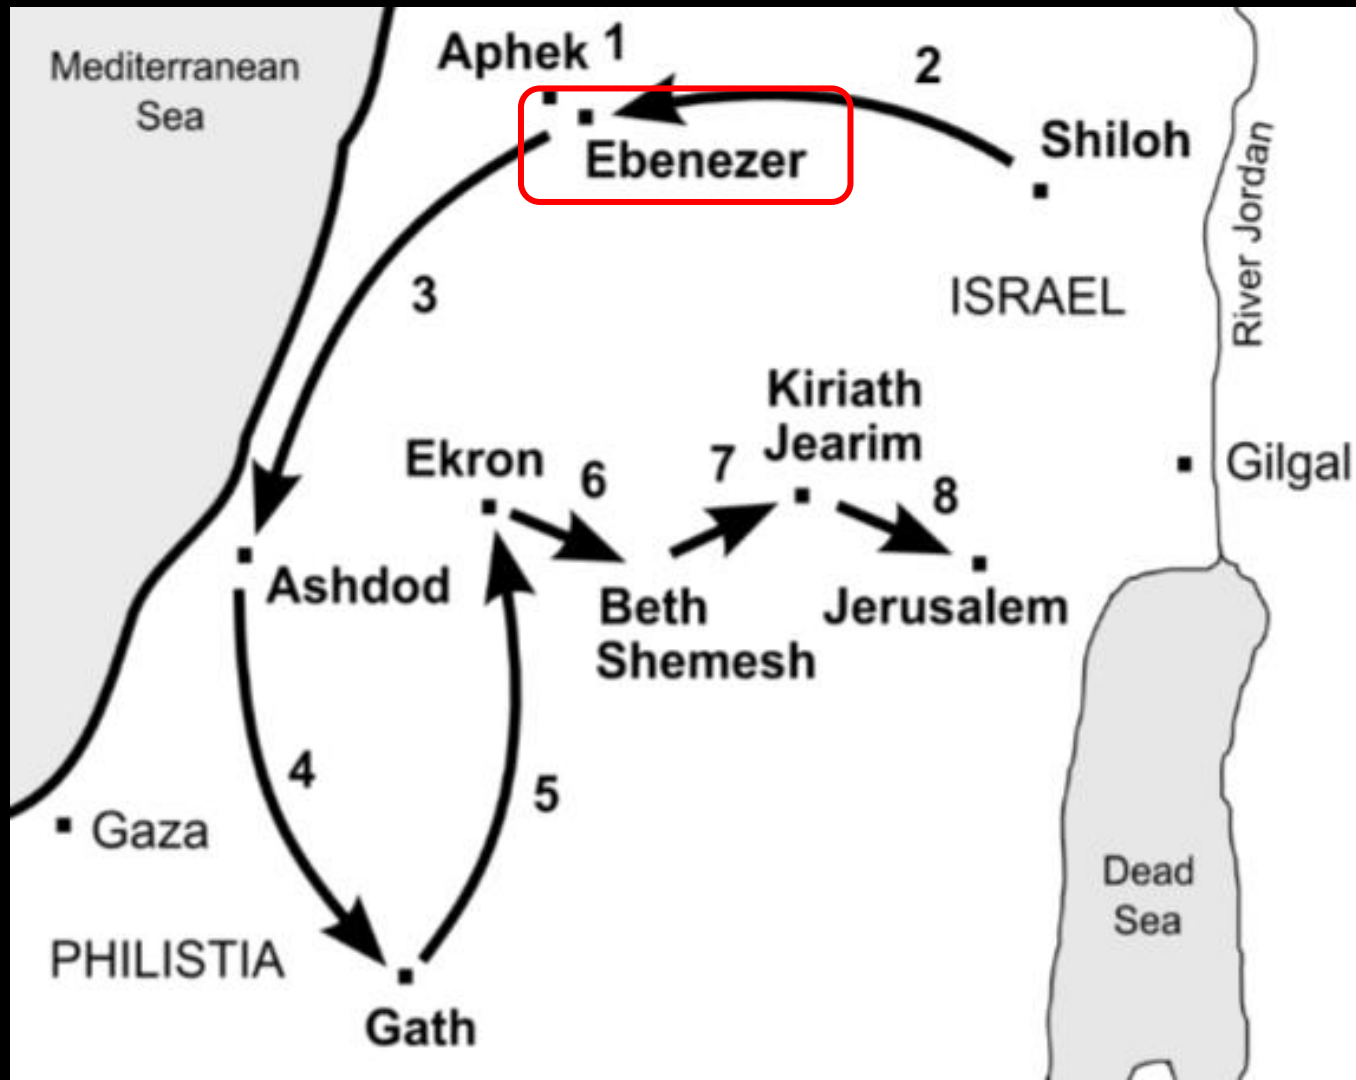 Mediterranean
Sea
Aphek 1
2
Ebenezer
Shiloh
River Jordan
3
ISRAEL
Kiriath
Jearim
Ekron
6
7
8
Gilgal
Ashdod
Beth
Shemesh
Jerusalem
4
5
Gaza
Dead
Sea
PHILISTIA
Gath